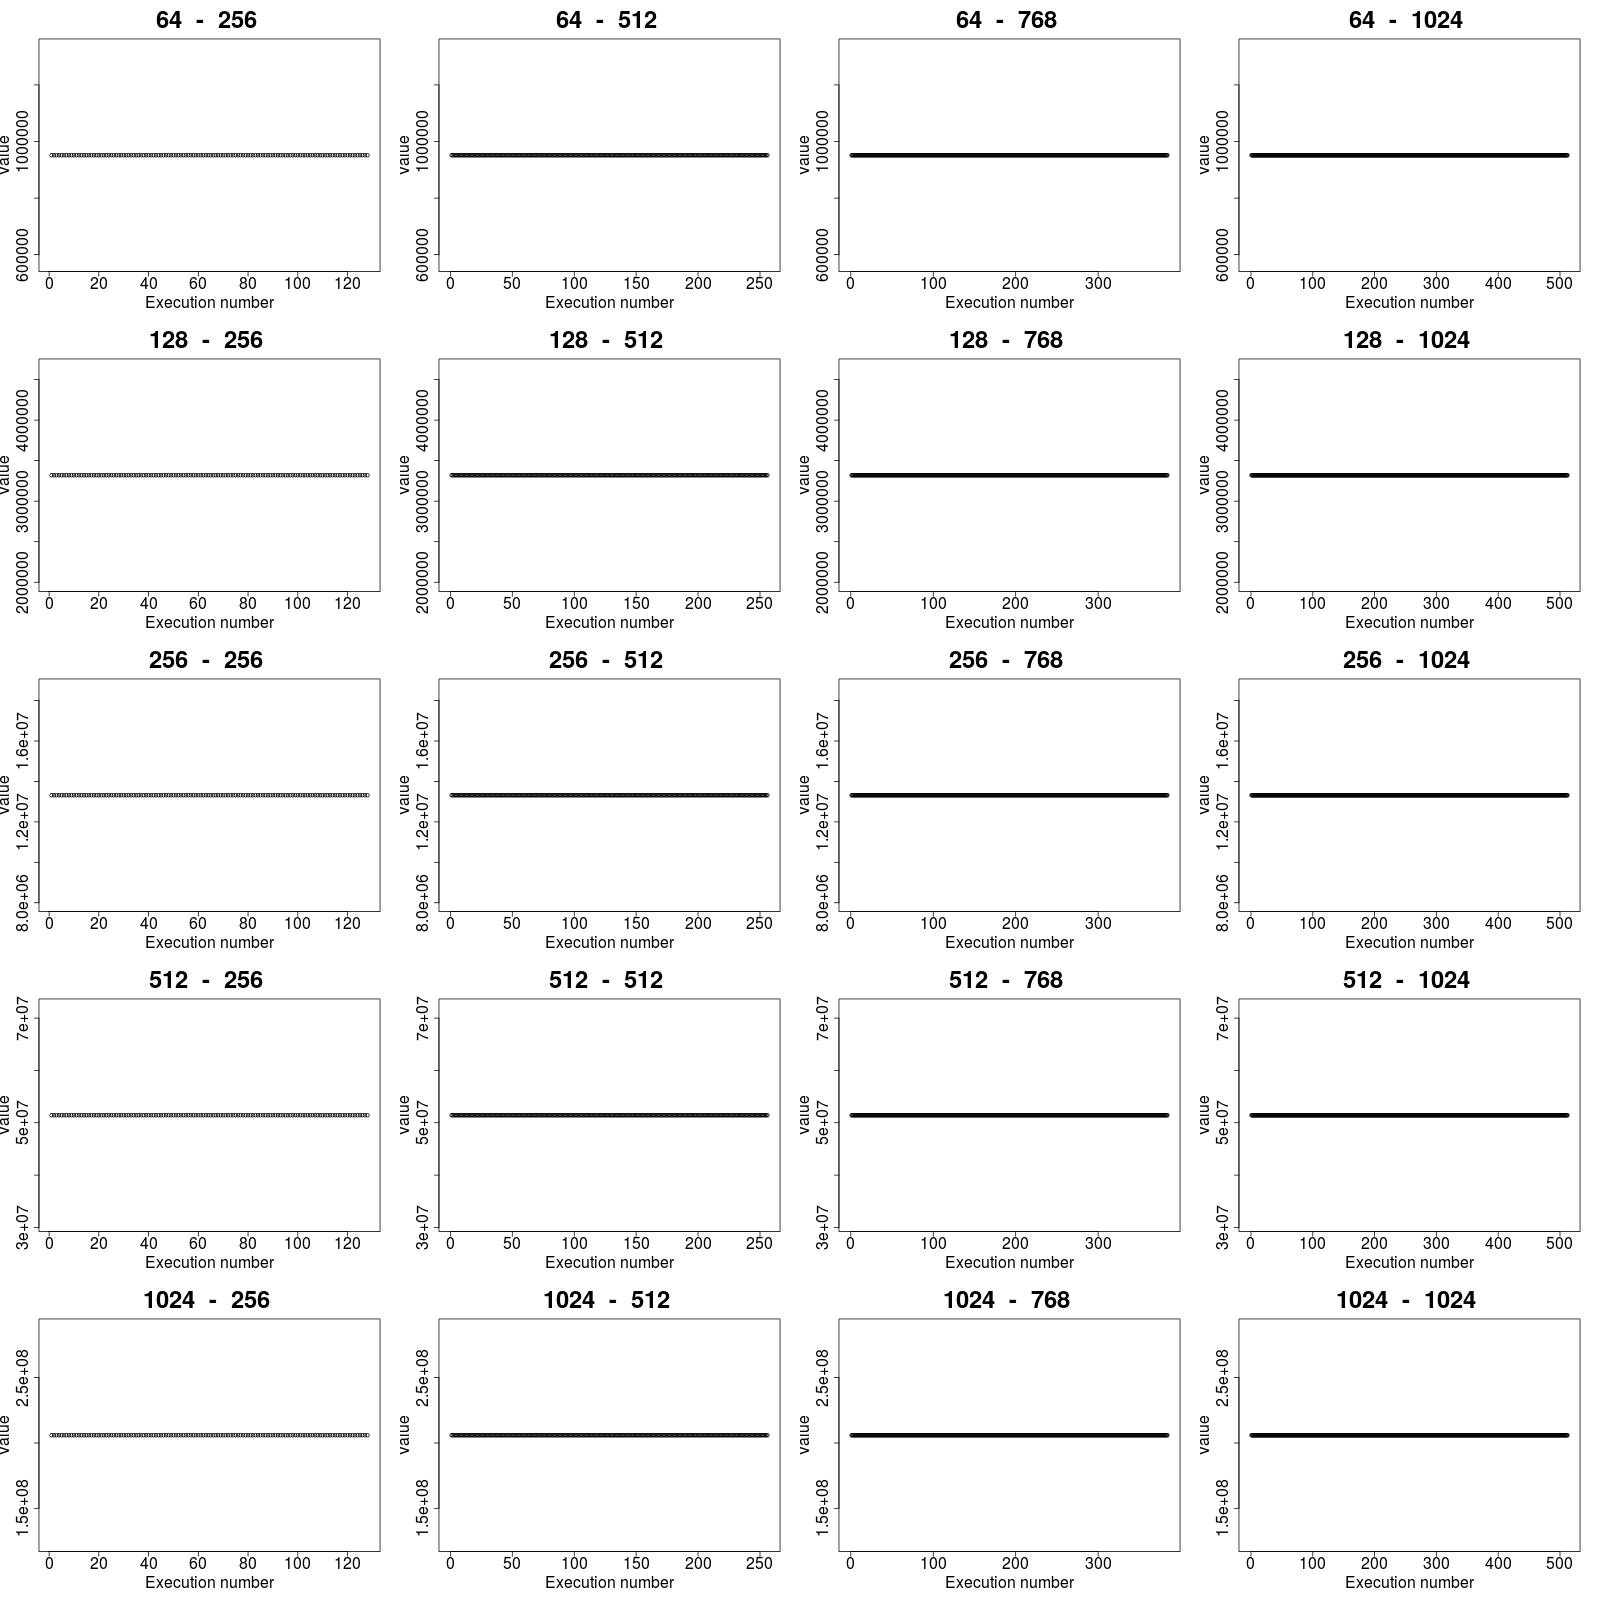 64 - 256
value
600000 1000000
0 20 40 60 80 100 120
Execution number
64 - 512
value
600000 1000000
0 50 100 150 200 250
Execution number
64 - 768
value
600000 1000000
0 100 200 300
Execution number
64 - 1024
value
600000 1000000
0 100 200 300 400 500
Execution number
128 - 256
value
2000000 3000000 4000000
0 20 40 60 80 100 120
Execution number
128 - 512
value
2000000 3000000 4000000
0 50 100 150 200 250
Execution number
128 - 768
value
2000000 3000000 4000000
0 100 200 300
Execution number
128 - 1024
value
2000000 3000000 4000000
0 100 200 300 400 500
Execution number
256 - 256
value
8.0e+06 1.2e+07 1.6e+07
0 20 40 60 80 100 120
Execution number
256 - 512
value
8.0e+06 1.2e+07 1.6e+07
0 50 100 150 200 250
Execution number
256 - 768
value
8.0e+06 1.2e+07 1.6e+07
0 100 200 300
Execution number
256 - 1024
value
8.0e+06 1.2e+07 1.6e+07
0 100 200 300 400 500
Execution number
512 - 256
value
3e+07 5e+07 7e+07
0 20 40 60 80 100 120
Execution number
512 - 512
value
3e+07 5e+07 7e+07
0 50 100 150 200 250
Execution number
512 - 768
value
3e+07 5e+07 7e+07
0 100 200 300
Execution number
512 - 1024
value
3e+07 5e+07 7e+07
0 100 200 300 400 500
Execution number
1024 - 256
value
1.5e+08 2.5e+08
0 20 40 60 80 100 120
Execution number
1024 - 512
value
1.5e+08 2.5e+08
0 50 100 150 200 250
Execution number
1024 - 768
value
1.5e+08 2.5e+08
0 100 200 300
Execution number
1024 - 1024
value
1.5e+08 2.5e+08
0 100 200 300 400 500
Execution number